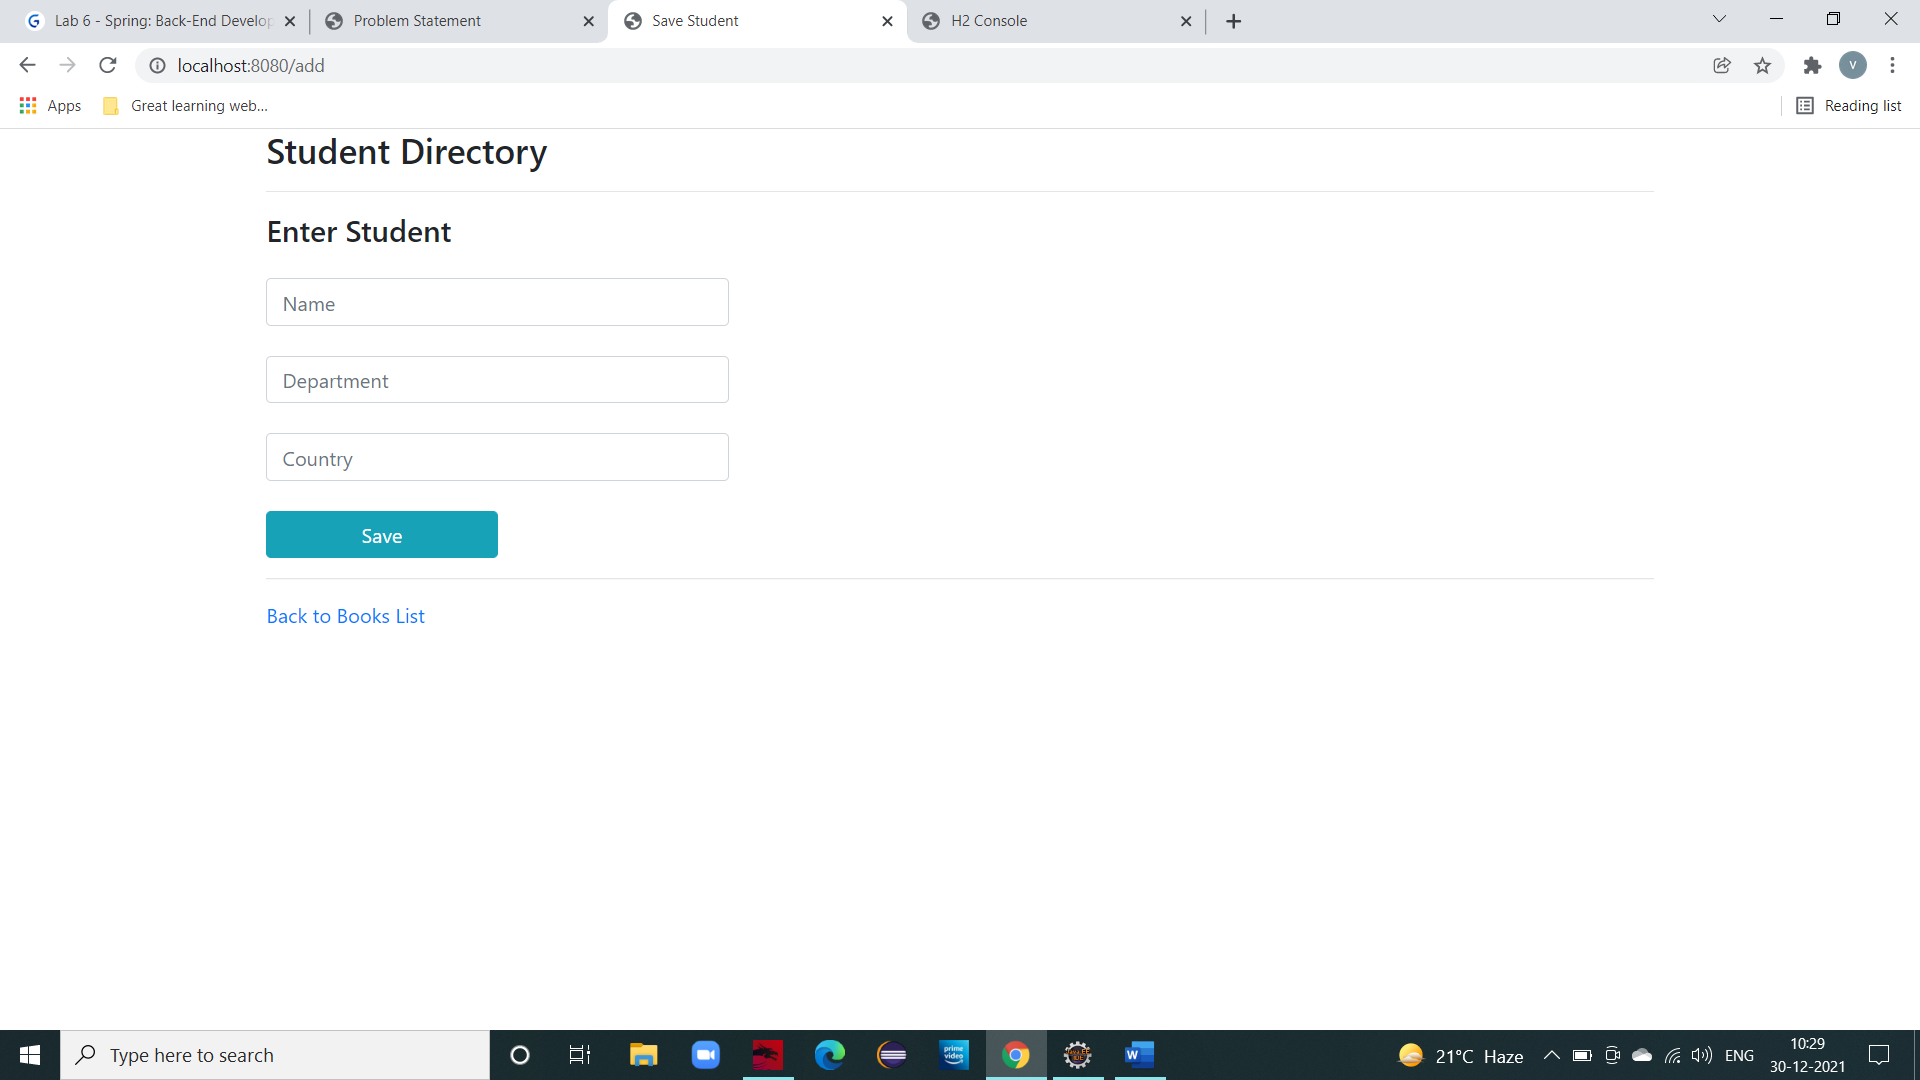 Lab 6 - Spring: Back-End Develop
Problem Statement
Save Student
H2 Console
localhost:8080/add
V
Apps
Great learning web...
Reading list
Student Directory
Enter Student
Name
Department
Country
Save
Back to Books List
Type here to search
prime video
W
21°C Haze
ENG
10:29
30-12-2021